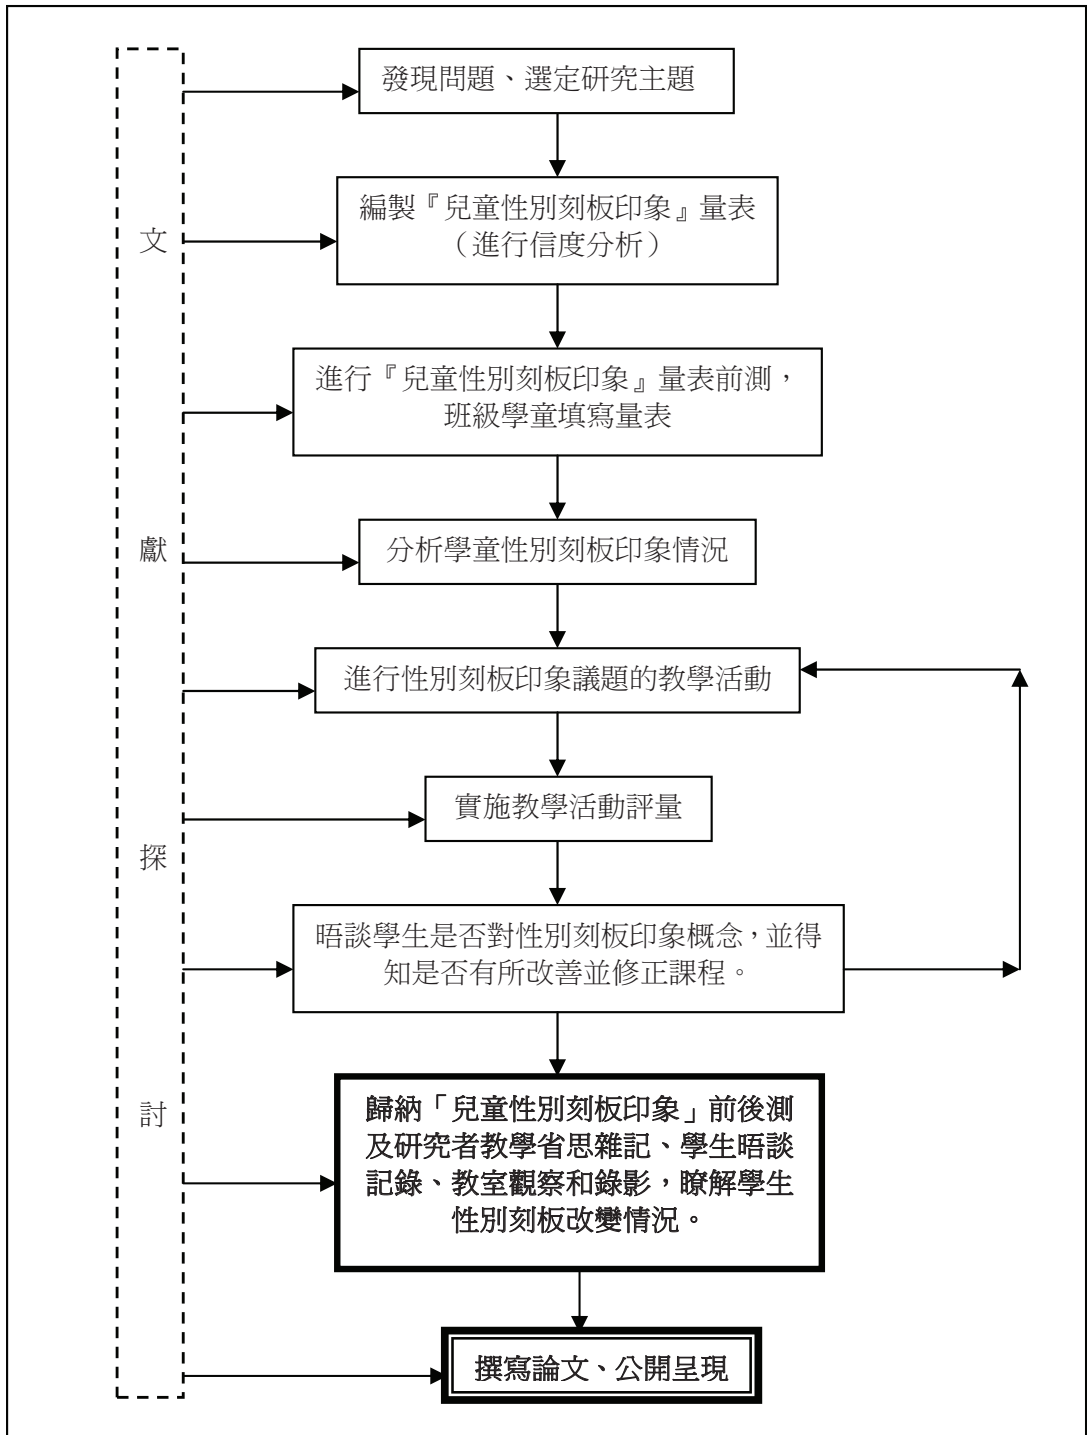 發現問題、選定研究主題
編製『兒童性別刻板印象』量表
（進行信度分析）
進行『兒童性別刻板印象』量表前測，
班級學童填寫量表
分析學童性別刻板印象情況
進行性別刻板印象議題的教學活動
實施教學活動評量
晤談學生是否對性別刻板印象概念，並得
知是否有所改善並修正課程。
歸納「兒童性別刻板印象」前後測
及研究者教學省思雜記、學生晤談
記錄、教室觀察和錄影，瞭解學生
性別刻板改變情況。
撰寫論文、公開呈現
文
獻
探
討